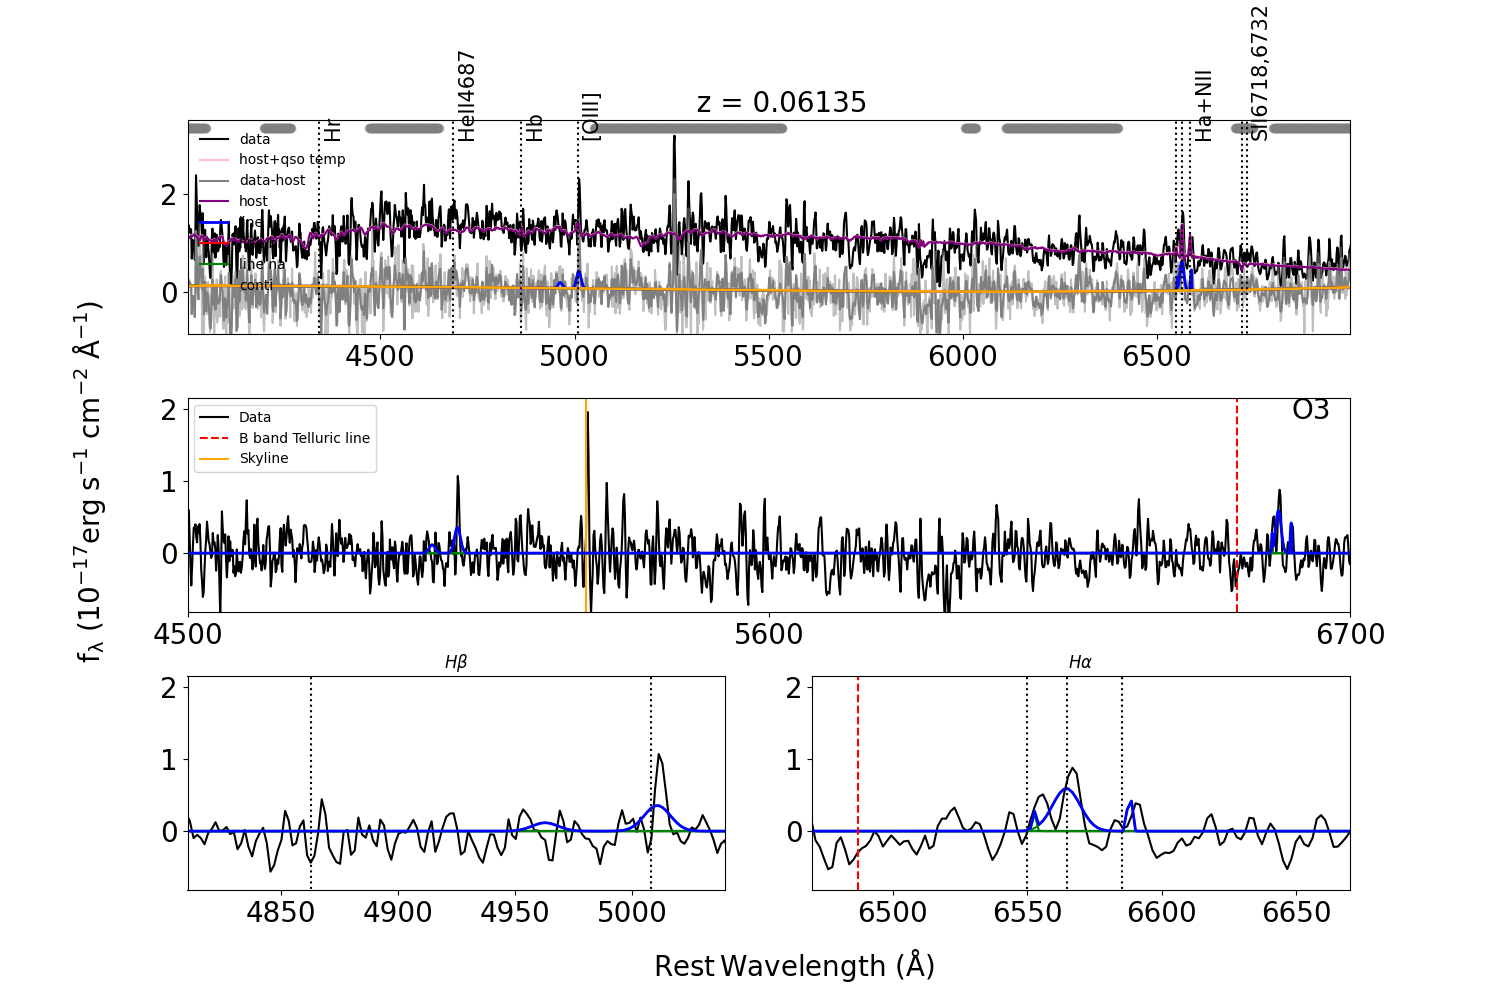 z = 0.06135
Hr
HeII4687
Hb
[OIII]
Ha+NII
SII6718,6732
data
host+qso temp
data-host
host
line na
conti
2
0
4500 5000 5500 6000 6500
fλ (10−17erg s−1 cm−2 Å−1)
O3
Data
B band Telluric line
Skyline
2
1
0
4500 5600 6700
Hβ
2
1
0
4850 4900 4950 5000
Hα
2
1
0
6500 6550 6600 6650
Rest Wavelength (Å)